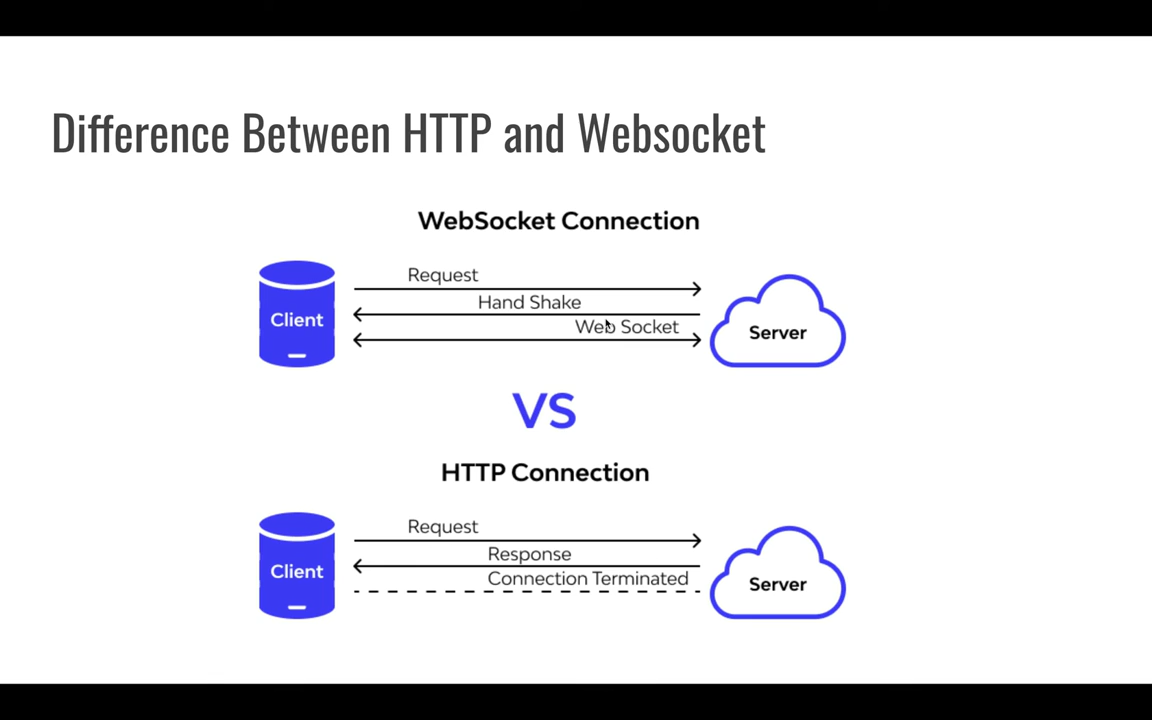 Difference Between HTTP and Websocket
WebSocket Connection
Request
Hand Shake
Web Socket
Client
Server
VS
HTTP Connection
Request
Response
Connection Terminated
Client
Server